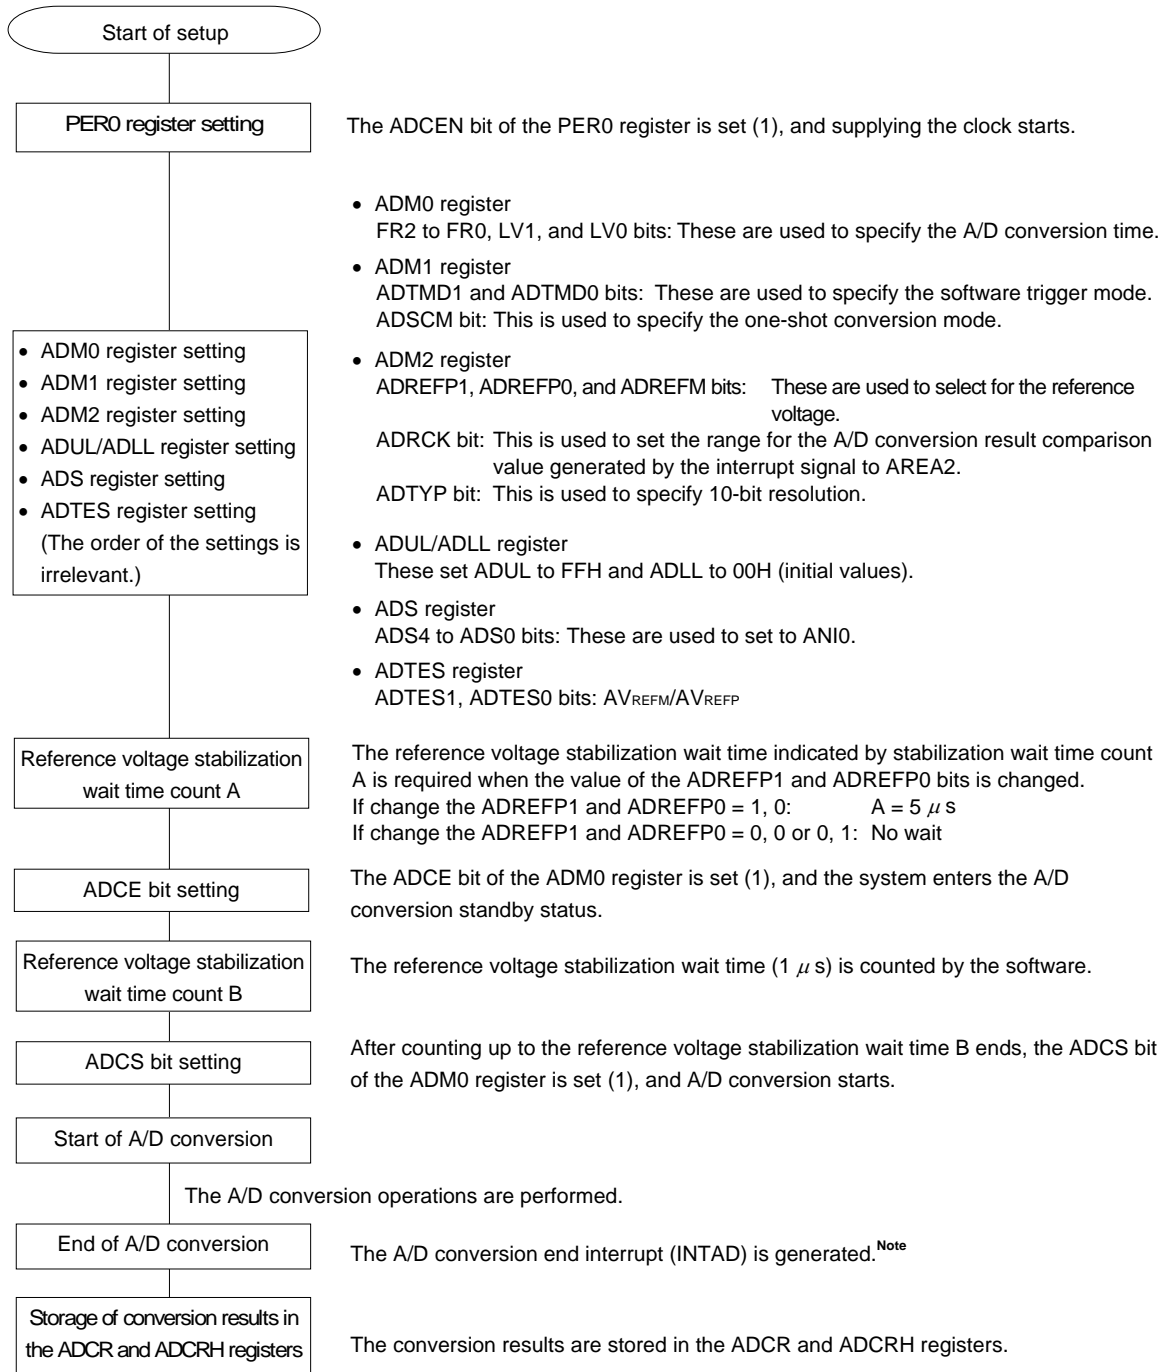 Start of setup
PER0 register setting
The ADCEN bit of the PER0 register is set (1), and supplying the clock starts.
• ADM0 register
FR2 to FR0, LV1, and LV0 bits: These are used to specify the A/D conversion time.
• ADM1 register
ADTMD1 and ADTMD0 bits: These are used to specify the software trigger mode.
ADSCM bit: This is used to specify the one-shot conversion mode.
• ADM0 register setting
• ADM1 register setting
• ADM2 register setting
• ADUL/ADLL register setting
• ADS register setting
• ADTES register setting
(The order of the settings is
irrelevant.)
• ADM2 register
ADREFP1, ADREFP0, and ADREFM bits: These are used to select for the reference
voltage.
ADRCK bit: This is used to set the range for the A/D conversion result comparison
value generated by the interrupt signal to AREA2.
ADTYP bit: This is used to specify 10-bit resolution.
• ADUL/ADLL register
These set ADUL to FFH and ADLL to 00H (initial values).
• ADS register
ADS4 to ADS0 bits: These are used to set to ANI0.
• ADTES register
ADTES1, ADTES0 bits: AVREFM/AVREFP
Reference voltage stabilization
wait time count A
The reference voltage stabilization wait time indicated by stabilization wait time count
A is required when the value of the ADREFP1 and ADREFP0 bits is changed.
If change the ADREFP1 and ADREFP0 = 1, 0: A = 5 μ s
If change the ADREFP1 and ADREFP0 = 0, 0 or 0, 1: No wait
ADCE bit setting
The ADCE bit of the ADM0 register is set (1), and the system enters the A/D
conversion standby status.
Reference voltage stabilization
wait time count B
The reference voltage stabilization wait time (1 μ s) is counted by the software.
ADCS bit setting
After counting up to the reference voltage stabilization wait time B ends, the ADCS bit
of the ADM0 register is set (1), and A/D conversion starts.
Start of A/D conversion
The A/D conversion operations are performed.
End of A/D conversion
The A/D conversion end interrupt (INTAD) is generated.Note
Storage of conversion results in
the ADCR and ADCRH registers
The conversion results are stored in the ADCR and ADCRH registers.